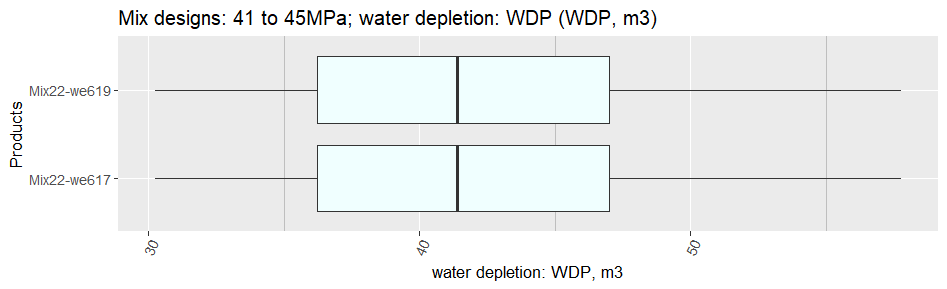 Mix designs: 41 to 45MPa; water depletion: WDP (WDP, m3)
Products
Mix22-we619
Mix22-we617
30
40
50
water depletion: WDP, m3